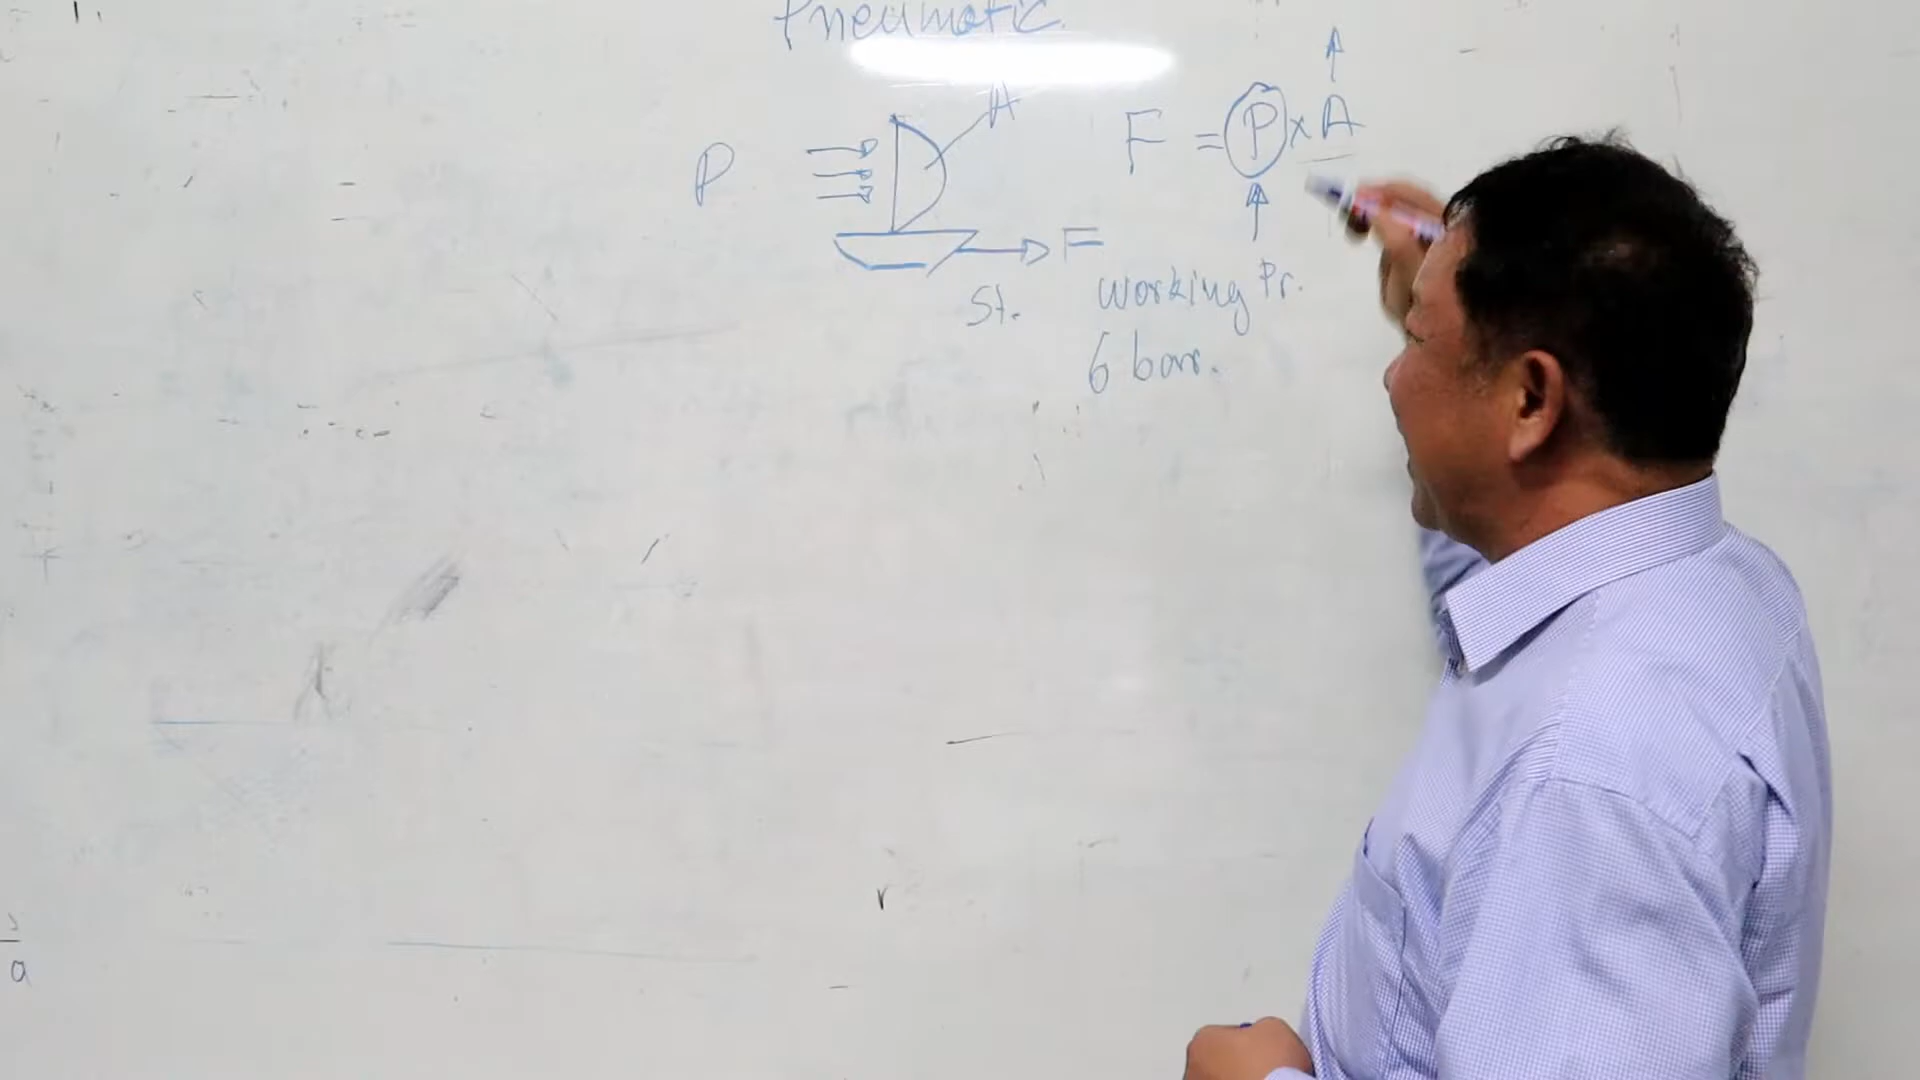 Pneumatic
A
P
F = P x A
F
St. Working Pr.
6 bar.
a